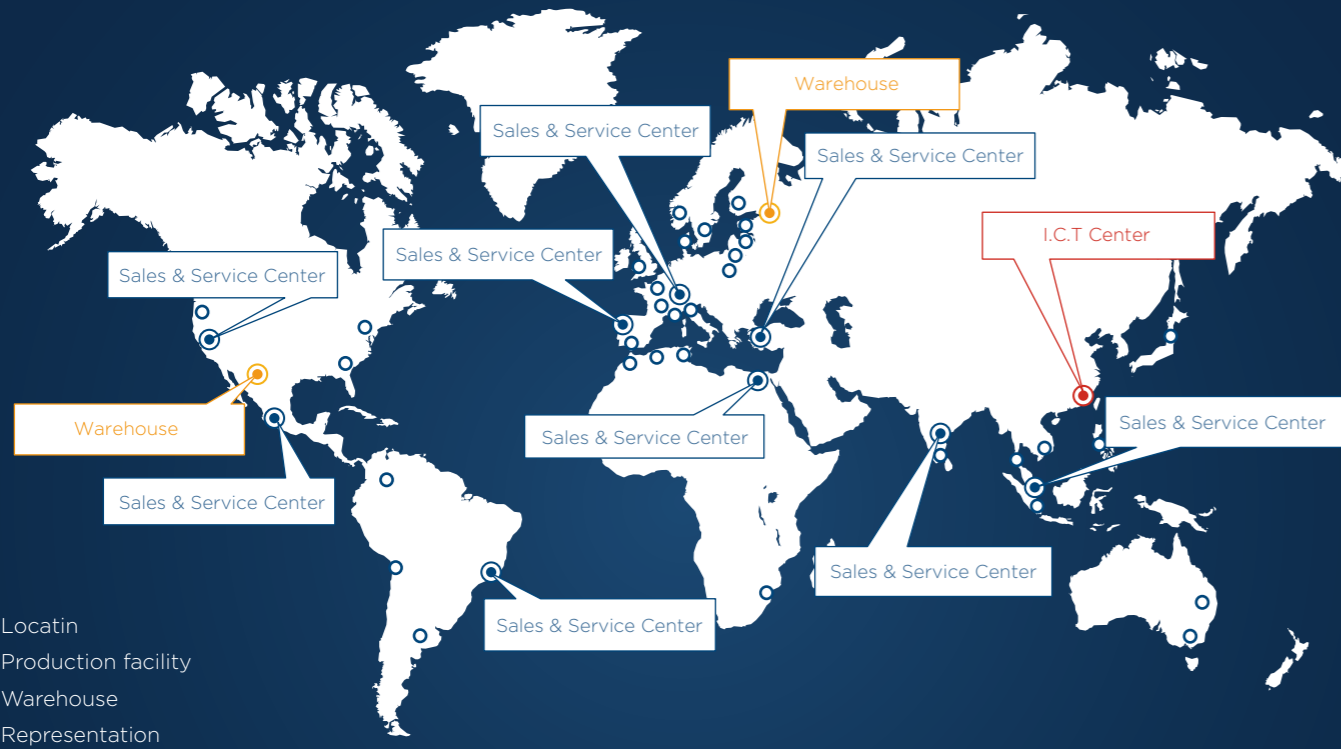 Warehouse
Sales & Service Center
Sales & Service Center
I.C.T Center
Sales & Service Center
Sales & Service Center
Warehouse
Sales & Service Center
Sales & Service Center
Sales & Service Center
Sales & Service Center
Sales & Service Center
Locatin
Production facility
Warehouse
Representation